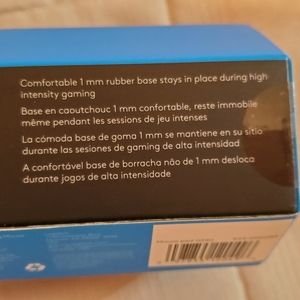 Comfortable 1 mm rubber base stays in place during high
intensity gaming
Base en caoutchouc 1 mm confortable, reste immobile
même pendant les sessions de jeu intenses
La cómoda base de goma 1 mm se mantiene en su sitio
durante las sesiones de gaming de alta intensidad
A confortável base de borracha não de 1 mm desloca
durante jogos de alta intensidade